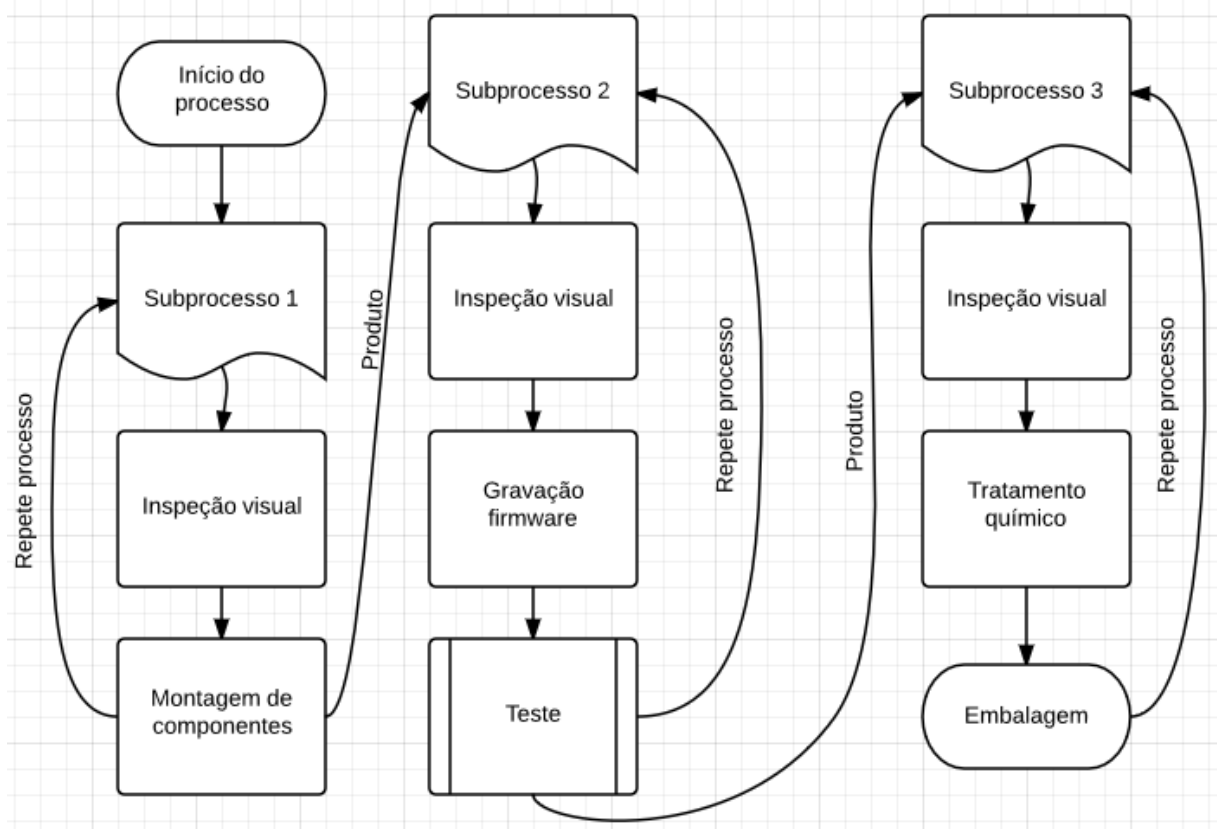 Início do
processo
Subprocesso 1
Inspeção visual
Montagem de
componentes
Repete processo
Produto
Subprocesso 2
Inspeção visual
Gravação
firmware
Teste
Repete processo
Produto
Subprocesso 3
Inspeção visual
Tratamento
químico
Embalagem
Repete processo